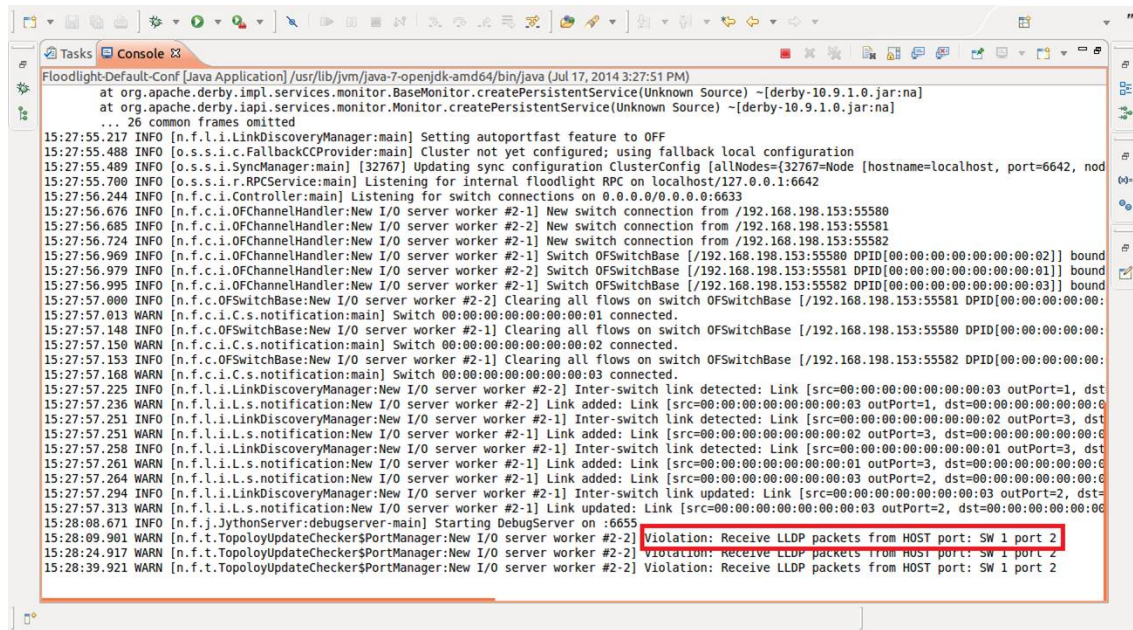 Tasks Console
Floodlight-Default-Conf [Java Application] /usr/lib/jvm/java-7-openjdk-amd64/bin/java (Jul 17, 2014 3:27:51 PM)
at org.apache.derby.impl.services.monitor.BaseMonitor.createPersistentService(Unknown Source) ~[derby-10.9.1.0.jar:na]
at org.apache.derby.iapi.services.monitor.Monitor.createPersistentService(Unknown Source) ~[derby-10.9.1.0.jar:na]
... 26 common frames omitted
15:27:55.217 INFO [n.f.l.i.LinkDiscoveryManager:main] Setting autoportfast feature to OFF
15:27:55.488 INFO [o.s.s.i.c.FallbackCCProvider:main] Cluster not yet configured; using fallback local configuration
15:27:55.489 INFO [o.s.s.i.SyncManager:main] [32767] Updating sync configuration ClusterConfig [allNodes={32767=Node [hostname=localhost, port=6642, nod
15:27:55.700 INFO [o.s.s.i.r.RPCService:main] Listening for internal floodlight RPC on localhost/127.0.0.1:6642
15:27:56.244 INFO [n.f.c.i.Controller:main] Listening for switch connections on 0.0.0.0/0.0.0.0:6633
15:27:56.676 INFO [n.f.c.i.OFChannelHandler:New I/O server worker #2-1] New switch connection from /192.168.198.153:55580
15:27:56.685 INFO [n.f.c.i.OFChannelHandler:New I/O server worker #2-2] New switch connection from /192.168.198.153:55581
15:27:56.724 INFO [n.f.c.i.OFChannelHandler:New I/O server worker #2-1] New switch connection from /192.168.198.153:55582
15:27:56.969 INFO [n.f.c.i.OFChannelHandler:New I/O server worker #2-1] Switch OFSwitchBase [/192.168.198.153:55580 DPID[00:00:00:00:00:00:00:02]] bound
15:27:56.979 INFO [n.f.c.i.OFChannelHandler:New I/O server worker #2-2] Switch OFSwitchBase [/192.168.198.153:55581 DPID[00:00:00:00:00:00:00:01]] bound
15:27:56.995 INFO [n.f.c.i.OFChannelHandler:New I/O server worker #2-1] Switch OFSwitchBase [/192.168.198.153:55582 DPID[00:00:00:00:00:00:00:03]] bound
15:27:57.000 INFO [n.f.c.OFSwitchBase:New I/O server worker #2-2] Clearing all flows on switch OFSwitchBase [/192.168.198.153:55581 DPID[00:00:00:00:00:
15:27:57.013 WARN [n.f.c.i.C.s.notification:main] Switch 00:00:00:00:00:00:00:01 connected.
15:27:57.148 INFO [n.f.c.OFSwitchBase:New I/O server worker #2-1] Clearing all flows on switch OFSwitchBase [/192.168.198.153:55580 DPID[00:00:00:00:00:
15:27:57.150 WARN [n.f.c.i.C.s.notification:main] Switch 00:00:00:00:00:00:00:02 connected.
15:27:57.153 INFO [n.f.c.OFSwitchBase:New I/O server worker #2-1] Clearing all flows on switch OFSwitchBase [/192.168.198.153:55582 DPID[00:00:00:00:00:
15:27:57.168 WARN [n.f.c.i.C.s.notification:main] Switch 00:00:00:00:00:00:00:03 connected.
15:27:57.225 INFO [n.f.l.i.LinkDiscoveryManager:New I/O server worker #2-2] Inter-switch link detected: Link [src=00:00:00:00:00:00:00:03 outPort=1, dst
15:27:57.236 WARN [n.f.l.i.L.s.notification:New I/O server worker #2-2] Link added: Link [src=00:00:00:00:00:00:00:03 outPort=1, dst=00:00:00:00:00:00:0
15:27:57.251 INFO [n.f.l.i.LinkDiscoveryManager:New I/O server worker #2-1] Inter-switch link detected: Link [src=00:00:00:00:00:00:00:02 outPort=3, dst
15:27:57.251 WARN [n.f.l.i.L.s.notification:New I/O server worker #2-1] Link added: Link [src=00:00:00:00:00:00:00:02 outPort=3, dst=00:00:00:00:00:00:0
15:27:57.258 INFO [n.f.l.i.LinkDiscoveryManager:New I/O server worker #2-1] Inter-switch link detected: Link [src=00:00:00:00:00:00:00:01 outPort=3, dst
15:27:57.261 WARN [n.f.l.i.L.s.notification:New I/O server worker #2-1] Link added: Link [src=00:00:00:00:00:00:00:01 outPort=3, dst=00:00:00:00:00:00:0
15:27:57.264 WARN [n.f.l.i.L.s.notification:New I/O server worker #2-1] Link added: Link [src=00:00:00:00:00:00:00:03 outPort=2, dst=00:00:00:00:00:00:0
15:27:57.294 INFO [n.f.l.i.LinkDiscoveryManager:New I/O server worker #2-1] Inter-switch link updated: Link [src=00:00:00:00:00:00:00:03 outPort=2, dst=
15:27:57.313 WARN [n.f.l.i.L.s.notification:New I/O server worker #2-1] Link updated: Link [src=00:00:00:00:00:00:00:03 outPort=2, dst=00:00:00:00:00:00:00
15:28:08.671 INFO [n.f.j.JythonServer:debugserver-main] Starting DebugServer on :6655
15:28:09.901 WARN [n.f.t.TopoloyUpdateChecker$PortManager:New I/O server worker #2-2] Violation: Receive LLDP packets from HOST port: SW 1 port 2
15:28:24.917 WARN [n.f.t.TopoloyUpdateChecker$PortManager:New I/O server worker #2-2] Violation: Receive LLDP packets from HOST port: SW 1 port 2
15:28:39.921 WARN [n.f.t.TopoloyUpdateChecker$PortManager:New I/O server worker #2-2] Violation: Receive LLDP packets from HOST port: SW 1 port 2